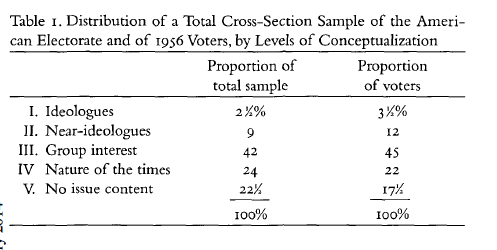 Table 1. Distribution of a Total Cross-Section Sample of the Ameri-
can Electorate and of 1956 Voters, by Levels of Conceptualization
Proportion of Proportion
total sample of voters
I. Ideologues 2½% 3½%
II. Near-ideologues 9 12
III. Group interest 42 45
IV Nature of the times 24 22
V. No issue content 22½ 17½
100% 100%